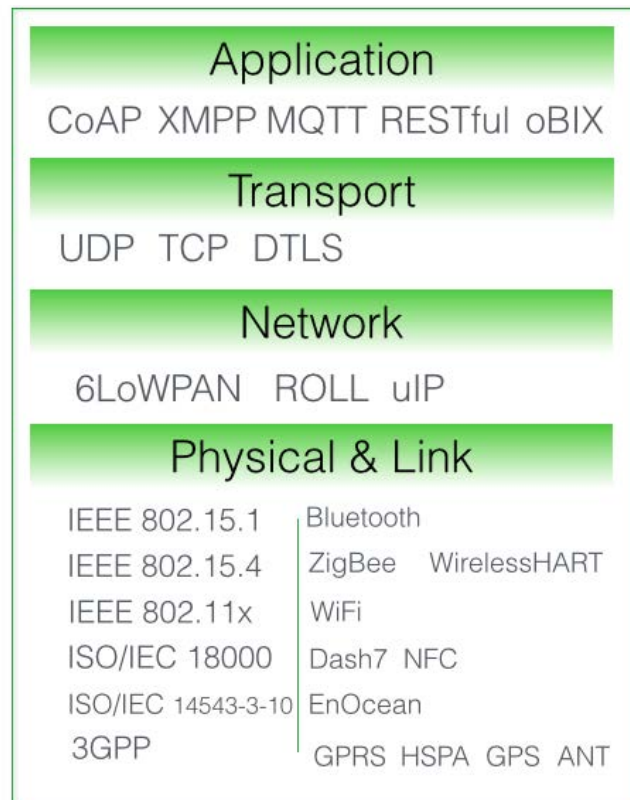 Application
CoAP XMPP MQTT RESTful oBIX
Transport
UDP TCP DTLS
Network
6LoWPAN ROLL uIP
Physical & Link
IEEE 802.15.1 Bluetooth
IEEE 802.15.4 ZigBee WirelessHART
IEEE 802.11x WiFi
ISO/IEC 18000 Dash7 NFC
ISO/IEC 14543-3-10 EnOcean
3GPP GPRS HSPA GPS ANT